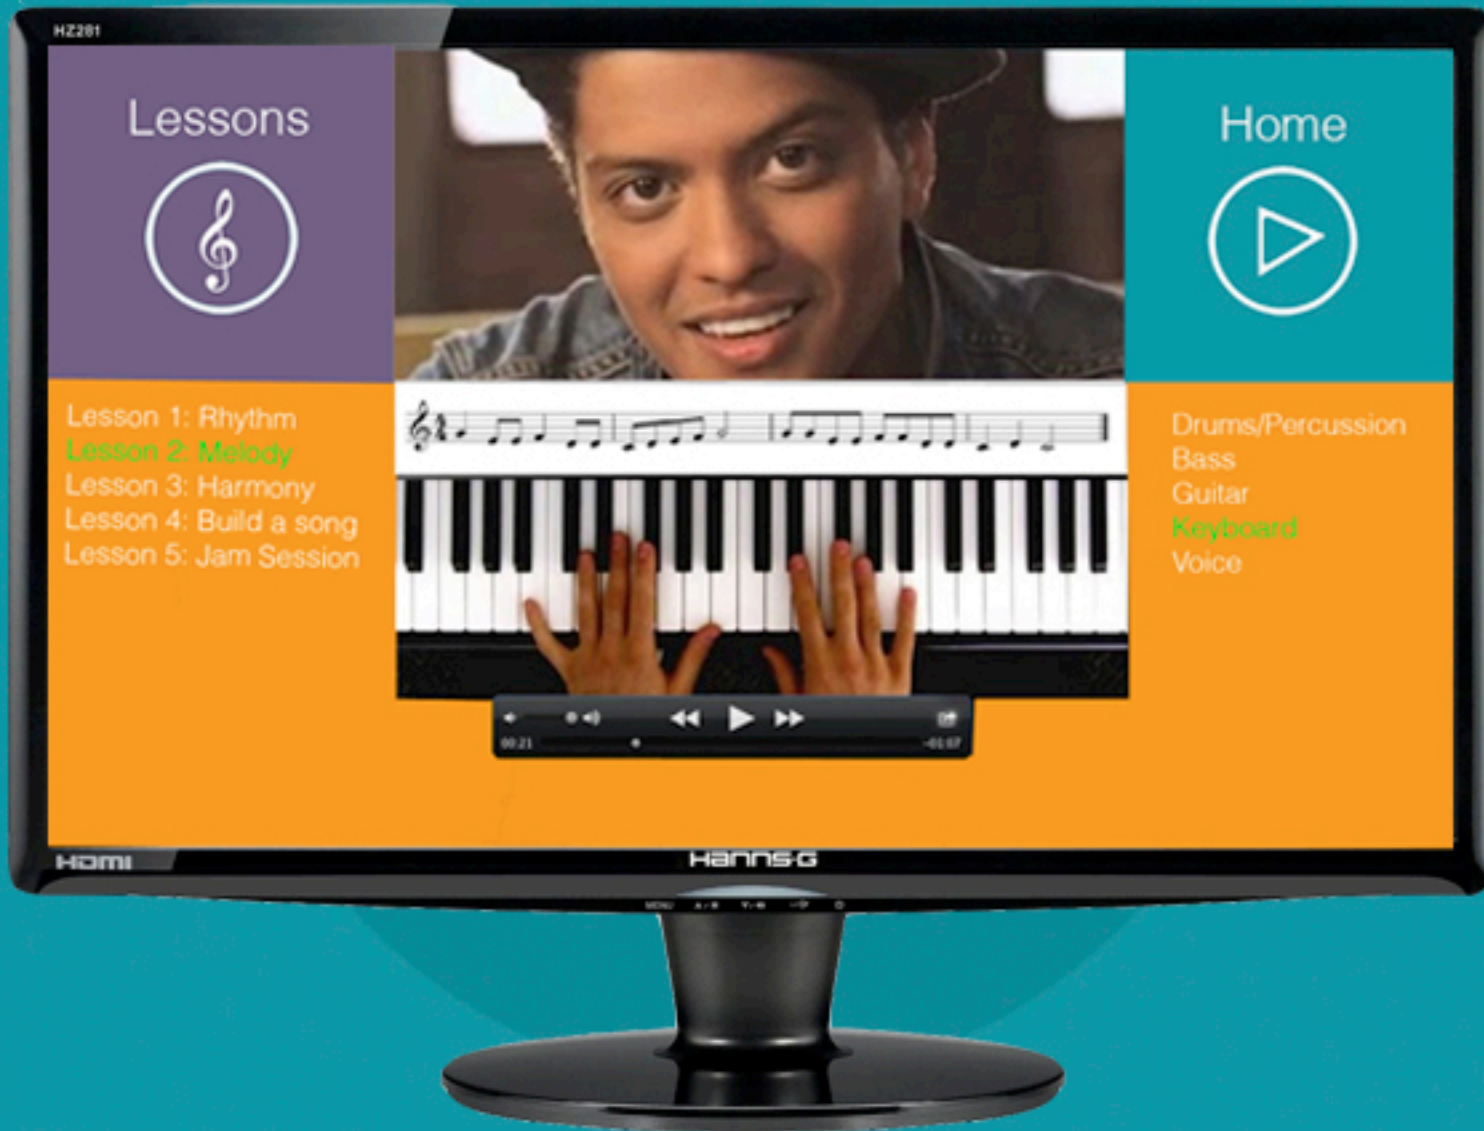 HZ281
Lessons
Home
Lesson 1: Rhythm
Lesson 2: Melody
Lesson 3: Harmony
Lesson 4: Build a song
Lesson 5: Jam Session
Drums/Percussion
Bass
Guitar
Keyboard
Voice
00:21
-01:07
HDMI
Hanns·G
MENU